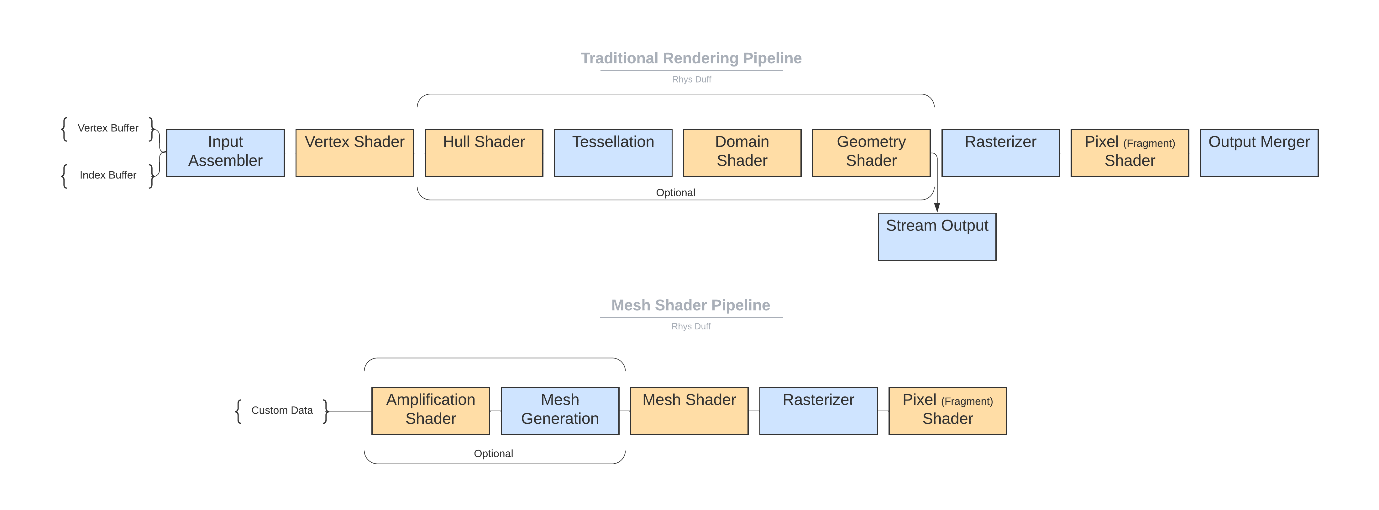 Traditional Rendering Pipeline
Rhys Duff
Vertex Buffer
Index Buffer
Input
Assembler
Vertex Shader
Hull Shader
Tessellation
Domain
Shader
Geometry
Shader
Rasterizer
Pixel (Fragment)
Shader
Output Merger
Optional
Stream Output
Mesh Shader Pipeline
Rhys Duff
Custom Data
Amplification
Shader
Mesh
Generation
Mesh Shader
Rasterizer
Pixel (Fragment)
Shader
Optional